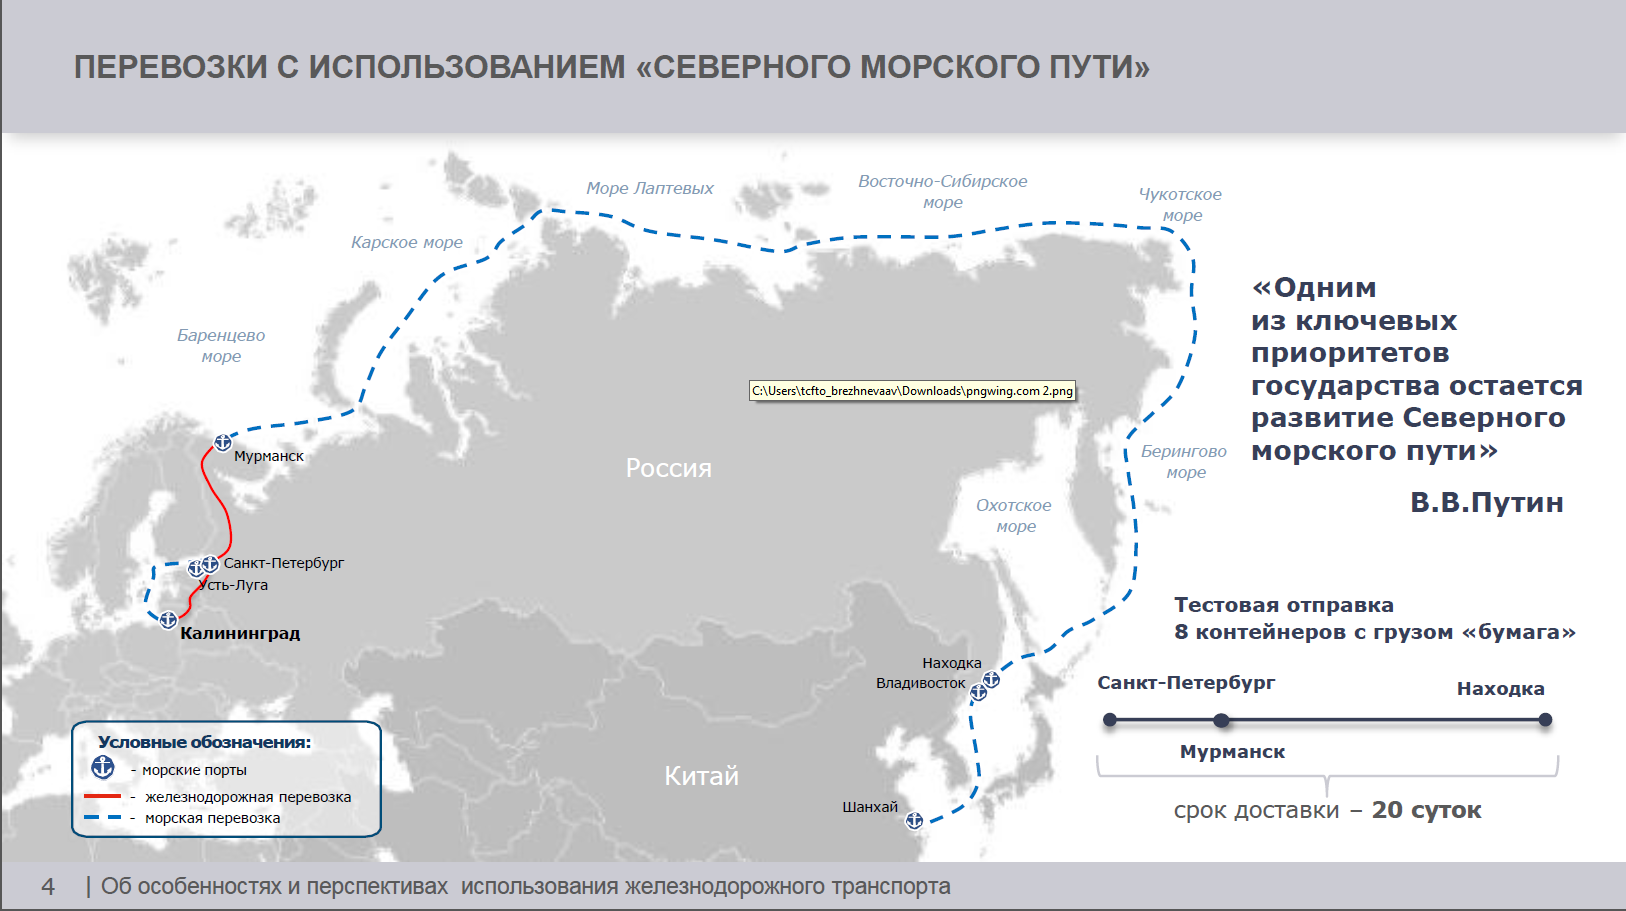 ПЕРЕВОЗКИ С ИСПОЛЬЗОВАНИЕМ «СЕВЕРНОГО МОРСКОГО ПУТИ»
Море Лаптевых
Восточно-Сибирское
море
Чукотское
море
Карское море
Баренцево
море
«Одним
из ключевых
приоритетов
государства остается
развитие Северного
морского пути»
В.В.Путин
C:\Users\tcfto_brezhnevaav\Downloads\pngwing.com 2.png
Мурманск
Россия
Берингово
море
Охотское
море
Санкт-Петербург
Усть-Луга
Калининград
Находка
Владивосток
Китай
Шанхай
Тестовая отправка
8 контейнеров с грузом «бумага»
Санкт-Петербург
Находка
Мурманск
срок доставки – 20 суток
Условные обозначения:
- морские порты
- железнодорожная перевозка
- морская перевозка
4 | Об особенностях и перспективах использования железнодорожного транспорта